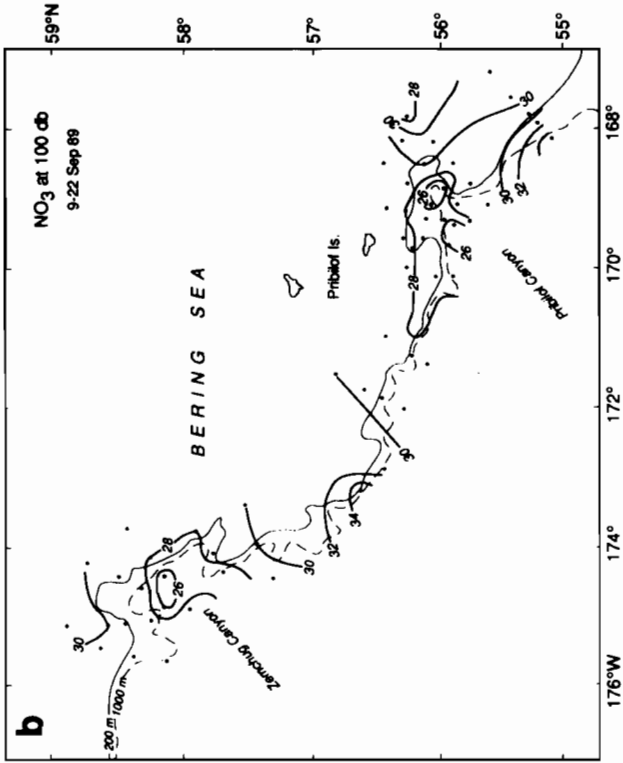 b
NO3 at 100 db
9-22 Sep 89
BERING SEA
Pribilof Is.
Pribilof Canyon
Zemchug Canyon
200 m
1000 m
59°N
58°
57°
56°
55°
176°W
174°
172°
170°
168°
30
28
26
30
32
34
30
28
26
26
30
28
30
30
32